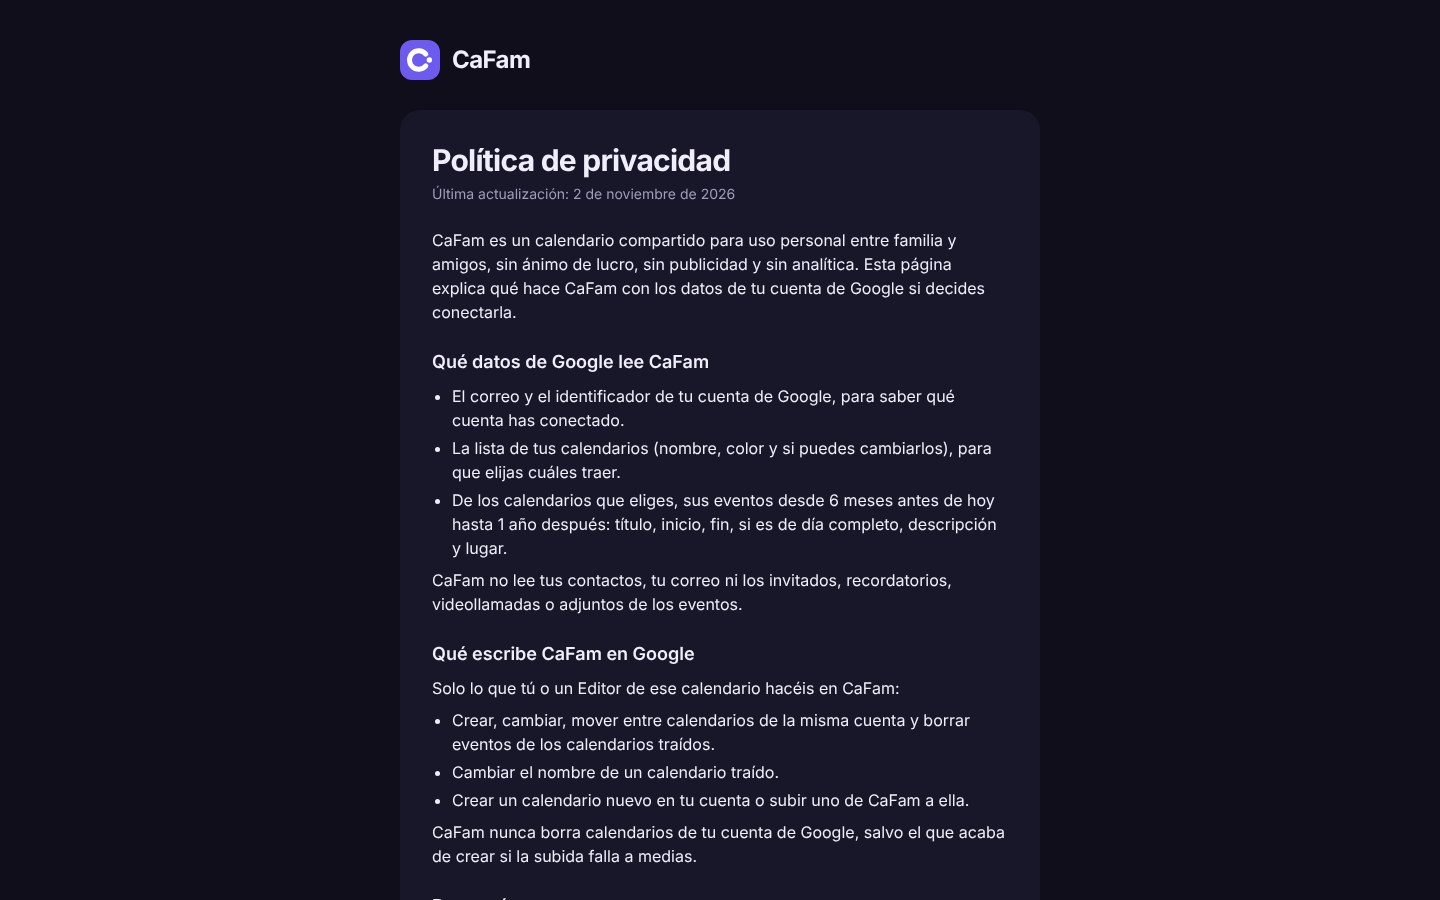 CaFam
Política de privacidad
Última actualización: 2 de noviembre de 2026
CaFam es un calendario compartido para uso personal entre familia y
amigos, sin ánimo de lucro, sin publicidad y sin analítica. Esta página
explica qué hace CaFam con los datos de tu cuenta de Google si decides
conectarla.
Qué datos de Google lee CaFam
• El correo y el identificador de tu cuenta de Google, para saber qué
cuenta has conectado.
• La lista de tus calendarios (nombre, color y si puedes cambiarlos), para
que elijas cuáles traer.
• De los calendarios que eliges, sus eventos desde 6 meses antes de hoy
hasta 1 año después: título, inicio, fin, si es de día completo, descripción
y lugar.
CaFam no lee tus contactos, tu correo ni los invitados, recordatorios,
videollamadas o adjuntos de los eventos.
Qué escribe CaFam en Google
Solo lo que tú o un Editor de ese calendario hacéis en CaFam:
• Crear, cambiar, mover entre calendarios de la misma cuenta y borrar
eventos de los calendarios traídos.
• Cambiar el nombre de un calendario traído.
• Crear un calendario nuevo en tu cuenta o subir uno de CaFam a ella.
CaFam nunca borra calendarios de tu cuenta de Google, salvo el que acaba
de crear si la subida falla a medias.